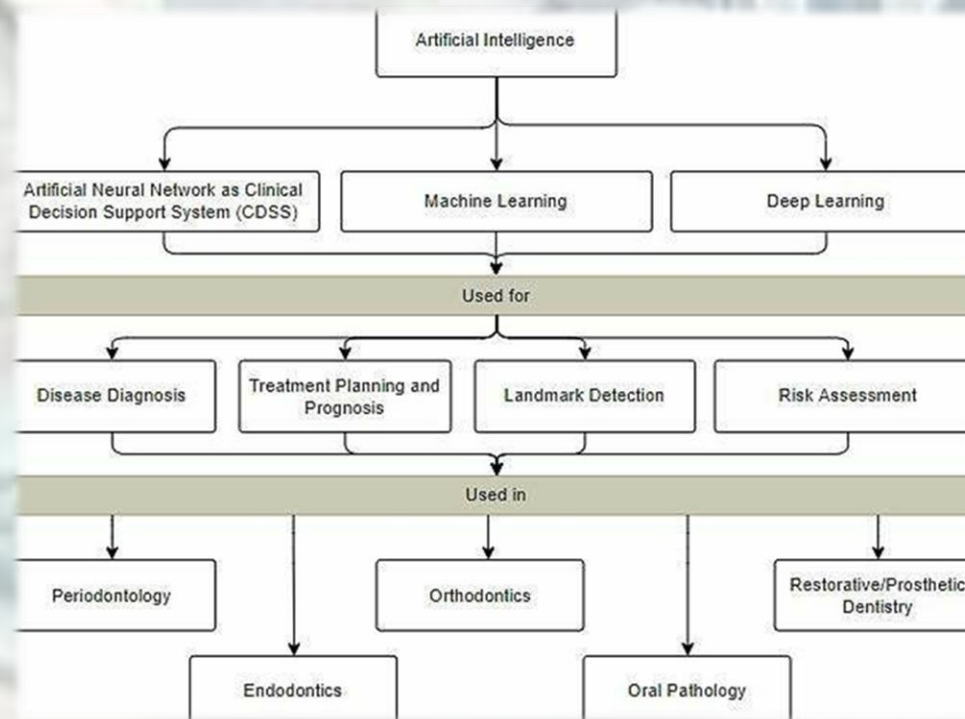 Artificial Intelligence
Artificial Neural Network as Clinical
Decision Support System (CDSS)
Machine Learning
Deep Learning
Used for
Disease Diagnosis
Treatment Planning and
Prognosis
Landmark Detection
Risk Assessment
Used in
Periodontology
Orthodontics
Restorative/Prosthetic
Dentistry
Endodontics
Oral Pathology